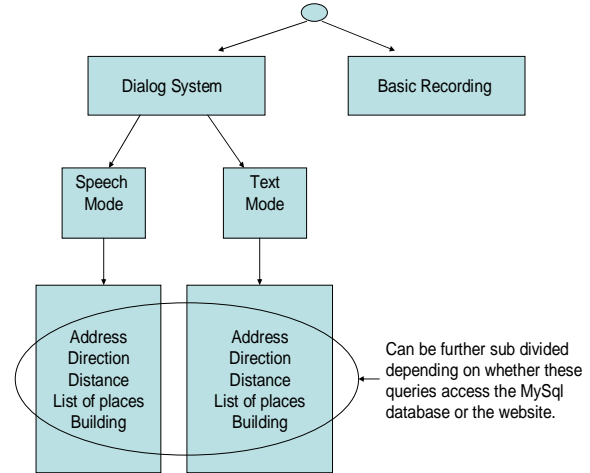 Dialog System
Basic Recording
Speech
Mode
Text
Mode
Address
Direction
Distance
List of places
Building
Address
Direction
Distance
List of places
Building
Can be further sub divided
depending on whether these
queries access the MySql
database or the website.